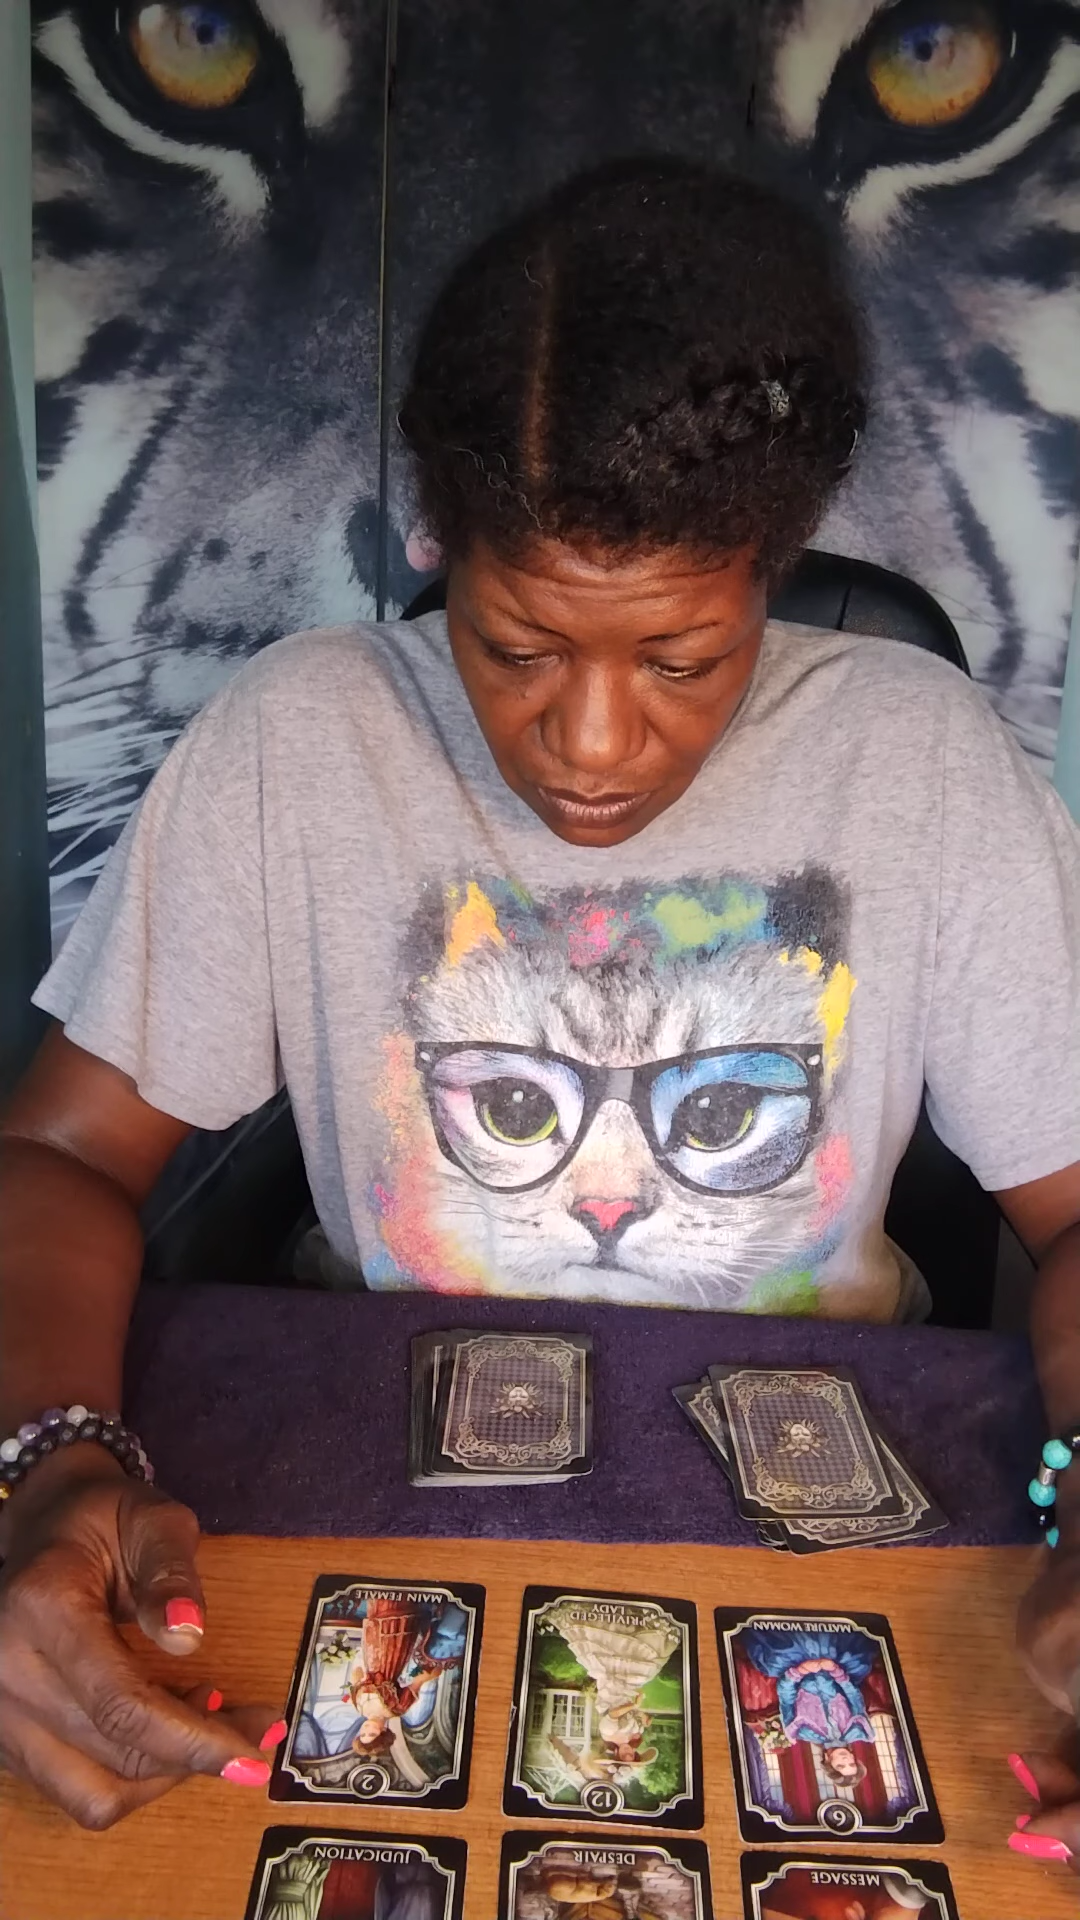 MAIN FEMALE
2
PRIVILEGED
LADY
12
MATURE WOMAN
6
JUDICATION
DESPAIR
MESSAGE